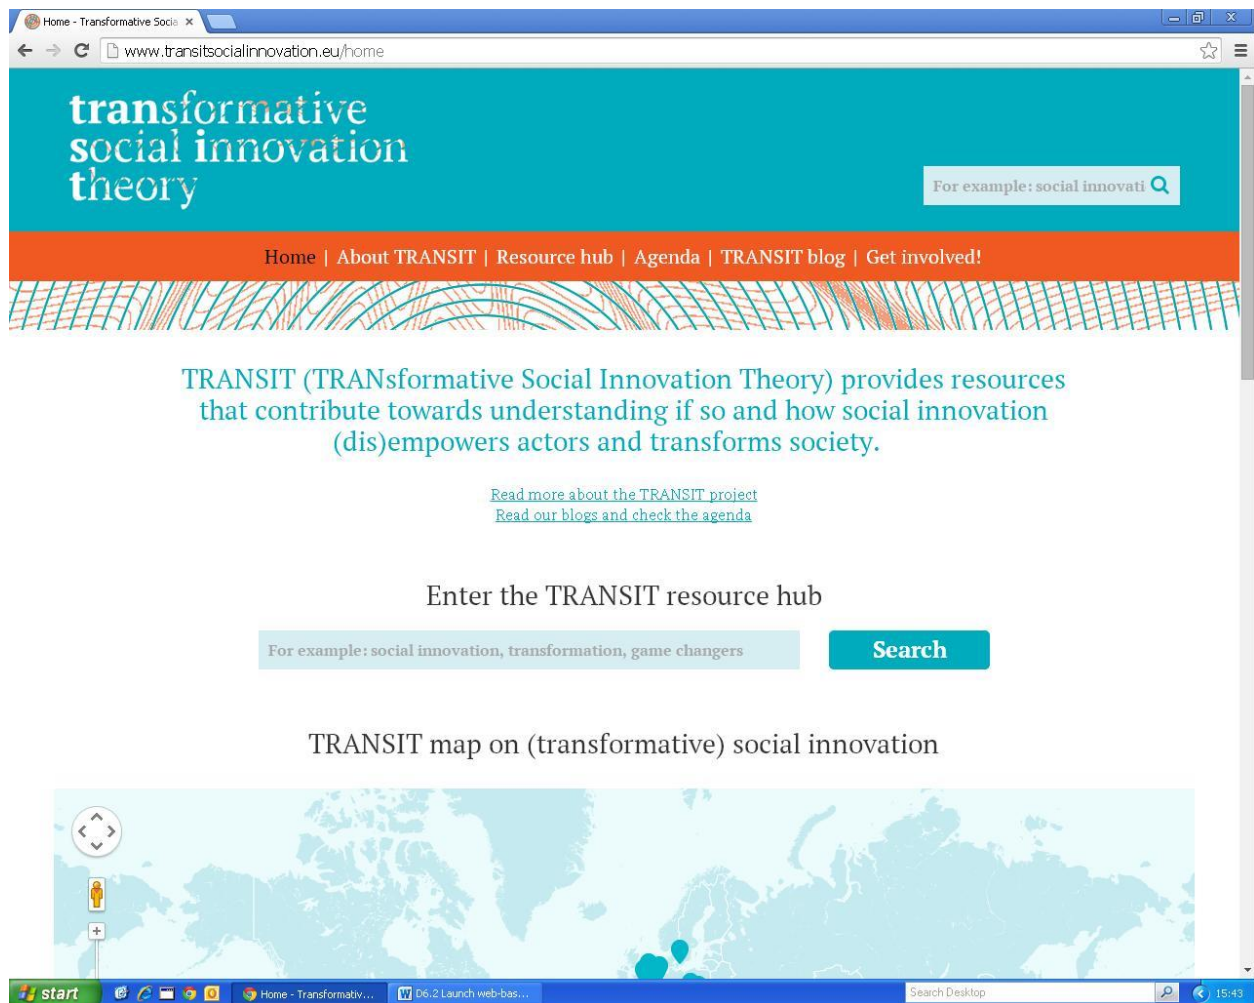 Home - Transformative Socia
www.transitsocialinnovation.eu/home
transformative
social innovation
theory
For example: social innovati
Home | About TRANSIT | Resource hub | Agenda | TRANSIT blog | Get involved!
TRANSIT (TRANsformative Social Innovation Theory) provides resources
that contribute towards understanding if so and how social innovation
(dis)empowers actors and transforms society.
Read more about the TRANSIT project
Read our blogs and check the agenda
Enter the TRANSIT resource hub
For example: social innovation, transformation, game changers
Search
TRANSIT map on (transformative) social innovation
start
Home - Transformativ...
D6.2 Launch web-bas...
Search Desktop
15:43